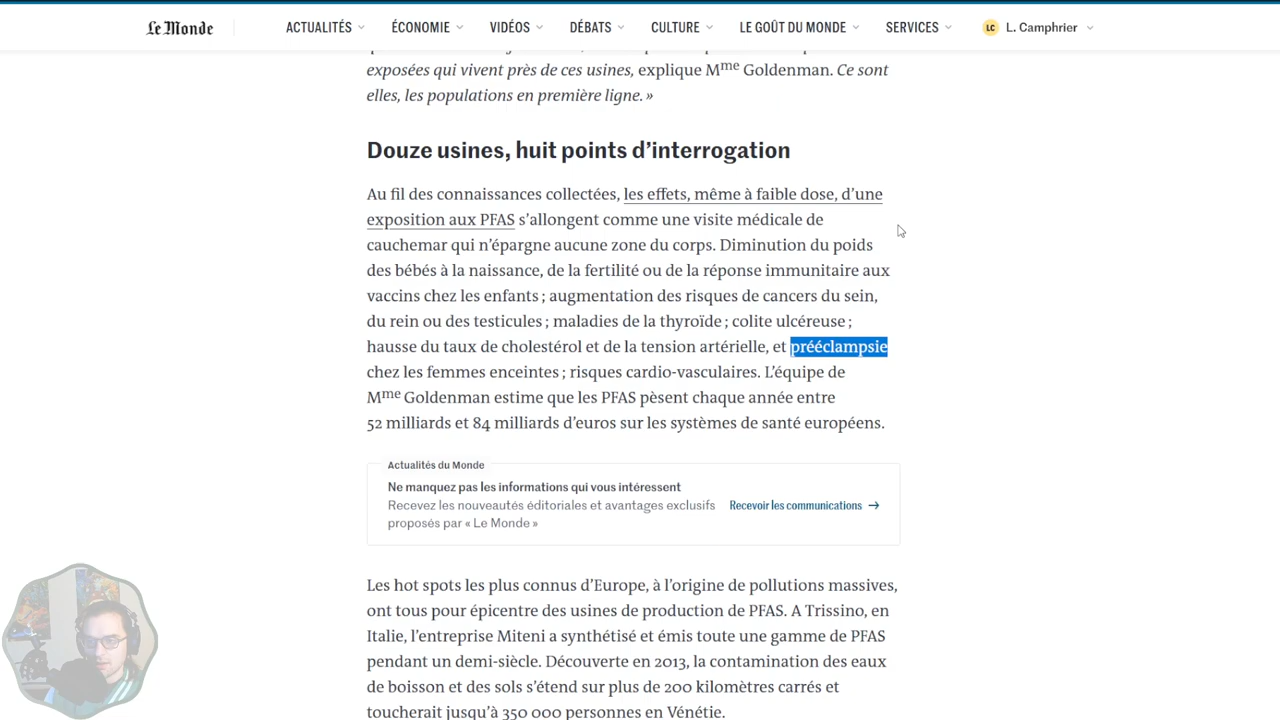 Le Monde
ACTUALITÉS
ÉCONOMIE
VIDÉOS
DÉBATS
CULTURE
LE GOÛT DU MONDE
SERVICES
LC
L. Camphrier
exposées qui vivent près de ces usines, explique Mme Goldenman. Ce sont
elles, les populations en première ligne. »
Douze usines, huit points d’interrogation
Au fil des connaissances collectées, les effets, même à faible dose, d’une
exposition aux PFAS s’allongent comme une visite médicale de
cauchemar qui n’épargne aucune zone du corps. Diminution du poids
des bébés à la naissance, de la fertilité ou de la réponse immunitaire aux
vaccins chez les enfants ; augmentation des risques de cancers du sein,
du rein ou des testicules ; maladies de la thyroïde ; colite ulcéreuse ;
hausse du taux de cholestérol et de la tension artérielle, et prééclampsie
chez les femmes enceintes ; risques cardio-vasculaires. L’équipe de
Mme Goldenman estime que les PFAS pèsent chaque année entre
52 milliards et 84 milliards d’euros sur les systèmes de santé européens.
Actualités du Monde
Ne manquez pas les informations qui vous intéressent
Recevez les nouveautés éditoriales et avantages exclusifs
proposés par « Le Monde »
Recevoir les communications →
Les hot spots les plus connus d’Europe, à l’origine de pollutions massives,
ont tous pour épicentre des usines de production de PFAS. A Trissino, en
Italie, l’entreprise Miteni a synthétisé et émis toute une gamme de PFAS
pendant un demi-siècle. Découverte en 2013, la contamination des eaux
de boisson et des sols s’étend sur plus de 200 kilomètres carrés et
toucherait jusqu’à 350 000 personnes en Vénétie.